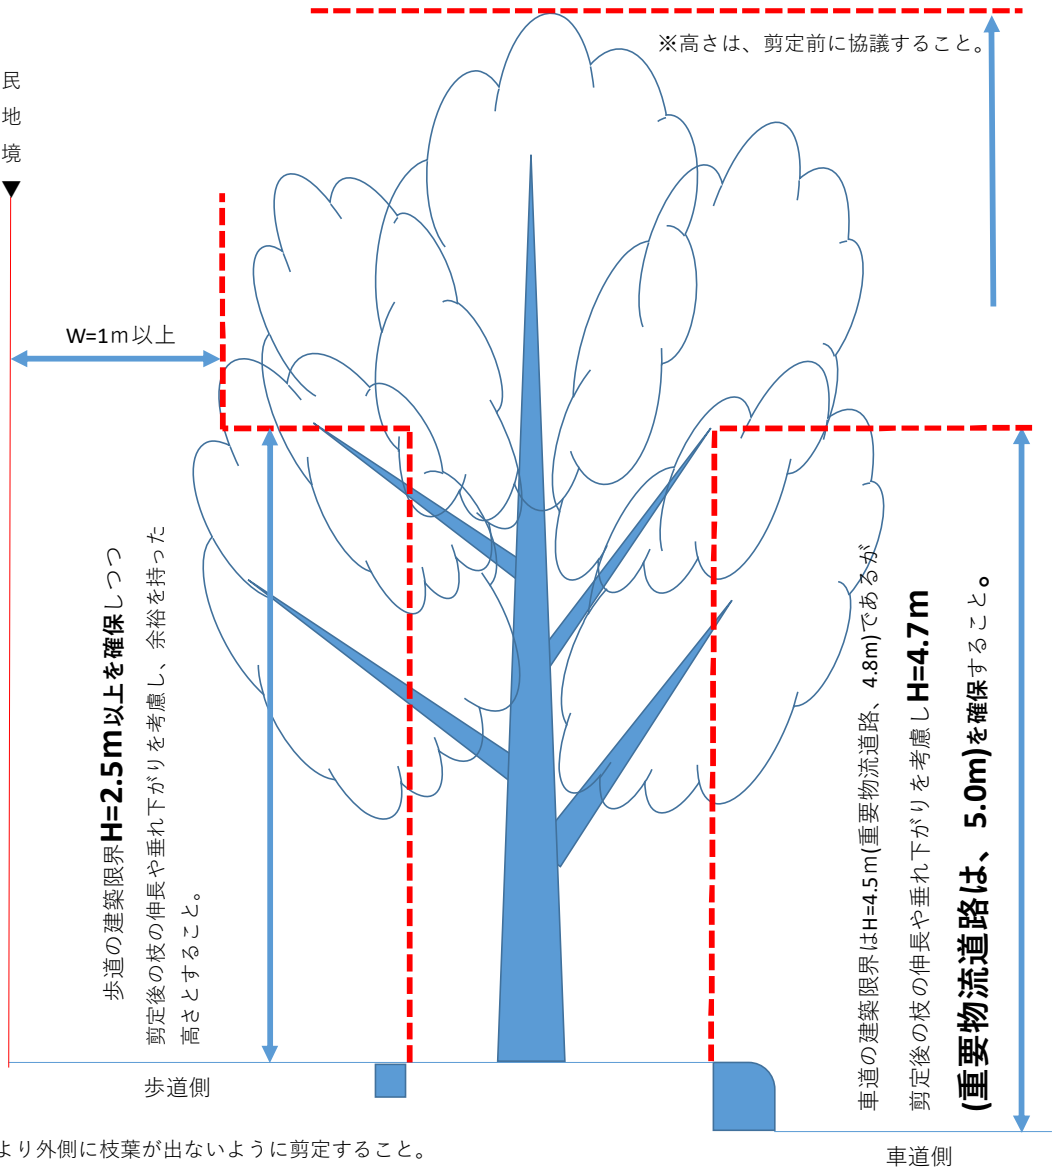 ※高さは、剪定前に協議すること。
民
地
境
W=1m以上
歩道の建築限界H=2.5m以上を確保しつつ
剪定後の枝の伸長や垂れ下がりを考慮し、余裕を持った
高さとすること。
車道の建築限界はH=4.5m(重要物流道路、4.8m)であるが
剪定後の枝の伸長や垂れ下がりを考慮しH=4.7m
(重要物流道路は、5.0m)を確保すること。
歩道側
より外側に枝葉が出ないように剪定すること。
車道側